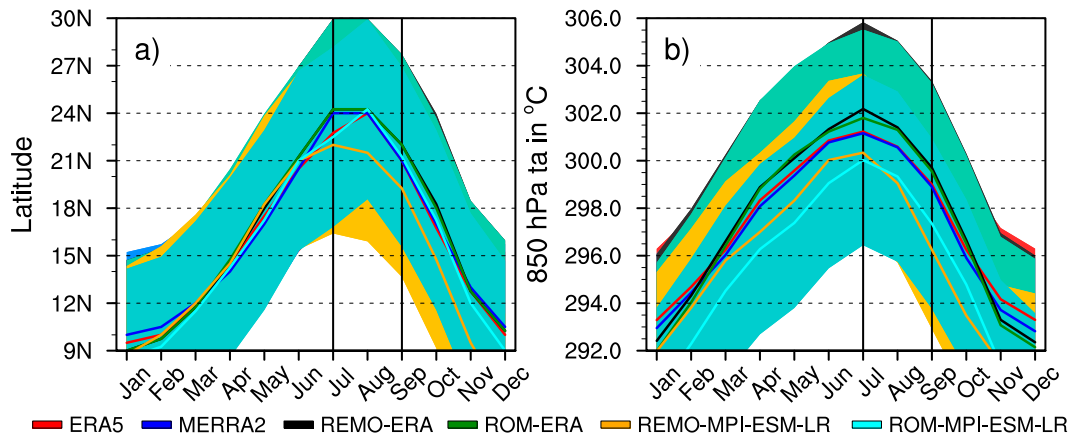 30N
27N
24N
21N
18N
15N
12N
9N
Latitude
a)
Jan Feb Mar Apr May Jun Jul Aug Sep Oct Nov Dec
306.0
304.0
302.0
300.0
298.0
296.0
294.0
292.0
850 hPa ta in °C
b)
Jan Feb Mar Apr May Jun Jul Aug Sep Oct Nov Dec
ERA5 MERRA2 REMO-ERA ROM-ERA REMO-MPI-ESM-LR ROM-MPI-ESM-LR